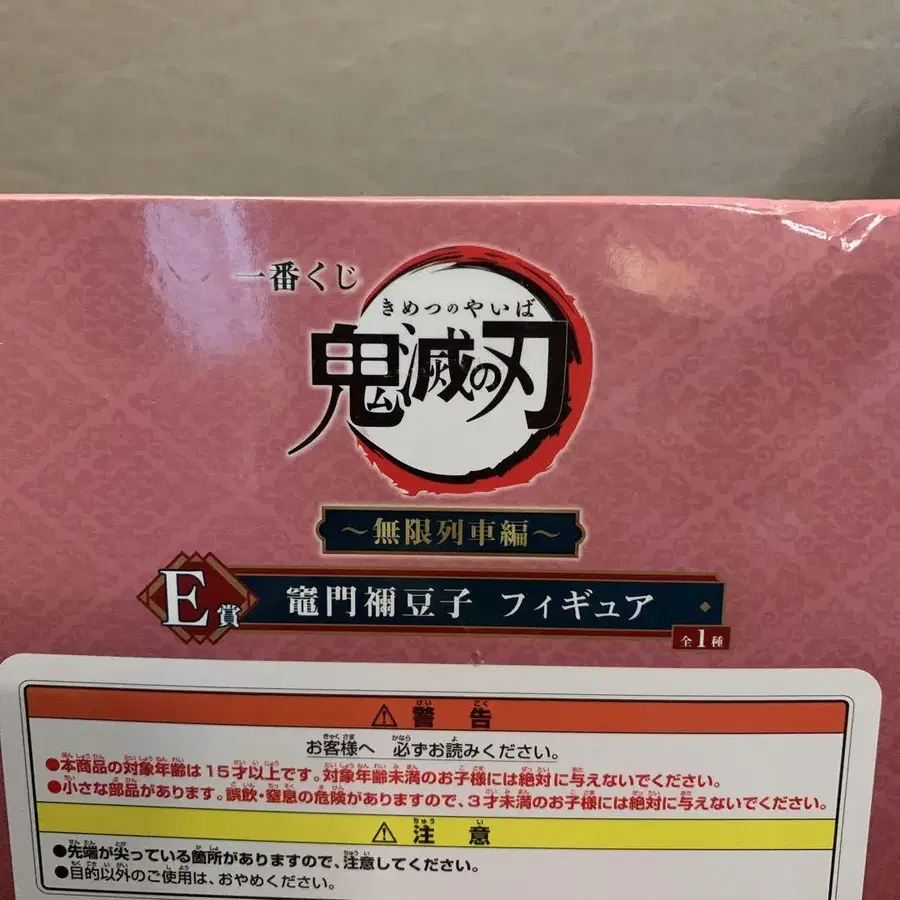 一番くじ
きめつのやいば
鬼滅の刃
～無限列車編～
E賞 竈門禰豆子 フィギュア
全1種
⚠警告
お客様へ 必ずお読みください。
●本商品の対象年齢は15才以上です。対象年齢未満のお子様には絶対に与えないでください。
●小さな部品があります。誤飲・窒息の危険がありますので、3才未満のお子様には絶対に与えないでください。
⚠注意
●先端が尖っている箇所がありますので、注意してください。
●目的以外のご使用は、おやめください。